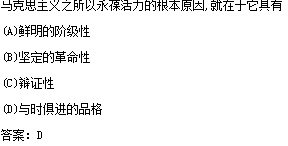 马克思主义之所以永葆活力的根本原因,就在于它具有
(A)鲜明的阶级性
(B)坚定的革命性
(C)辩证性
(D)与时俱进的品格
答案: D